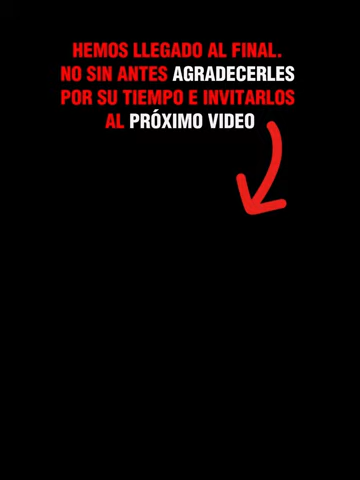 HEMOS LLEGADO AL FINAL.
NO SIN ANTES AGRADECERLES
POR SU TIEMPO E INVITARLOS
AL PRÓXIMO VIDEO